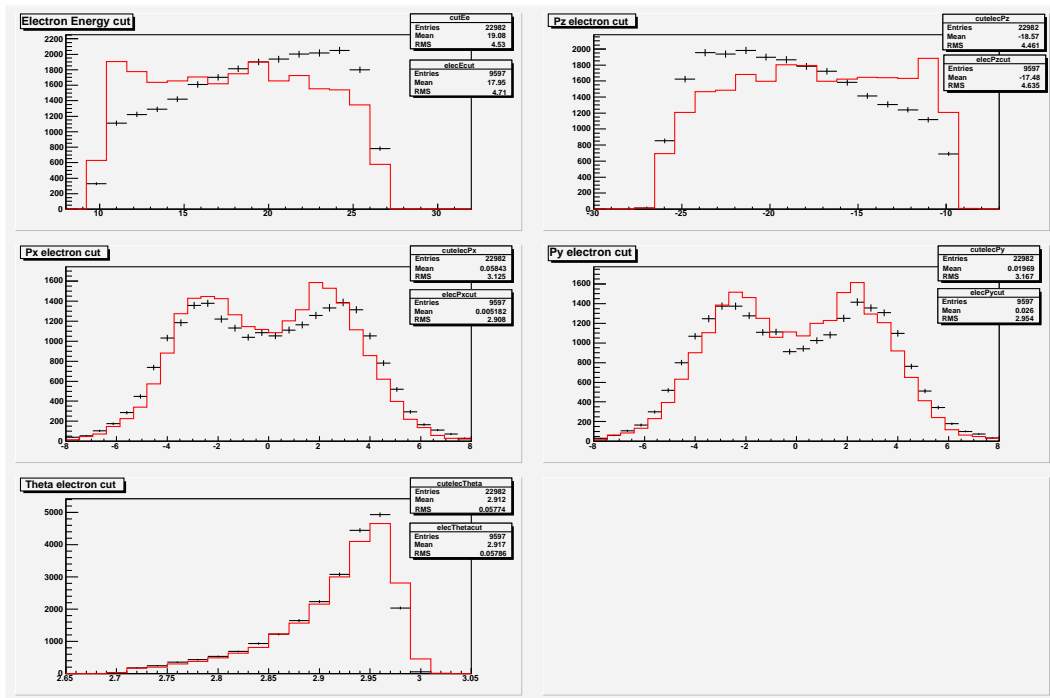 Electron Energy cut
cutEe
Entries 22982
Mean 19.08
RMS 4.53
elecEcut
Entries 9597
Mean 17.95
RMS 4.71
2200
2000
1800
1600
1400
1200
1000
800
600
400
200
0
10 15 20 25 30
Pz electron cut
cutelecPz
Entries 22982
Mean -18.57
RMS 4.461
elecPzcut
Entries 9597
Mean -17.48
RMS 4.635
2000
1800
1600
1400
1200
1000
800
600
400
200
0
-30 -25 -20 -15 -10
Px electron cut
cutelecPx
Entries 22982
Mean 0.05843
RMS 3.125
elecPxcut
Entries 9597
Mean 0.005182
RMS 2.908
1600
1400
1200
1000
800
600
400
200
0
-8 -6 -4 -2 0 2 4 6 8
Py electron cut
cutelecPy
Entries 22982
Mean 0.01969
RMS 3.167
elecPycut
Entries 9597
Mean 0.026
RMS 2.954
1600
1400
1200
1000
800
600
400
200
0
-8 -6 -4 -2 0 2 4 6 8
Theta electron cut
cutelecTheta
Entries 22982
Mean 2.912
RMS 0.05774
elecThetacut
Entries 9597
Mean 2.917
RMS 0.05786
5000
4000
3000
2000
1000
0
2.65 2.7 2.75 2.8 2.85 2.9 2.95 3 3.05